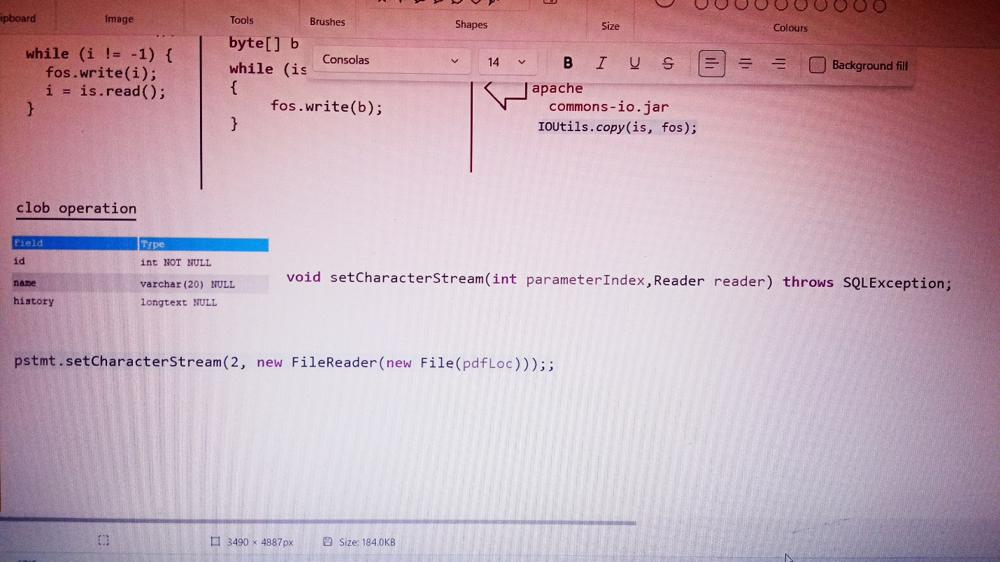 Image
Tools
Brushes
Shapes
Size
Colours
Consolas
14
B I U S
Background fill
while (i != -1) {
fos.write(i);
i = is.read();
}
byte[] b
while (is
{
fos.write(b);
}
apache
commons-io.jar
IOUtils.copy(is, fos);
clob operation
Field Type
id int NOT NULL
name varchar(20) NULL
history longtext NULL
void setCharacterStream(int parameterIndex,Reader reader) throws SQLException;
pstmt.setCharacterStream(2, new FileReader(new File(pdfLoc)));;
3490 × 4887px
Size: 184.0KB